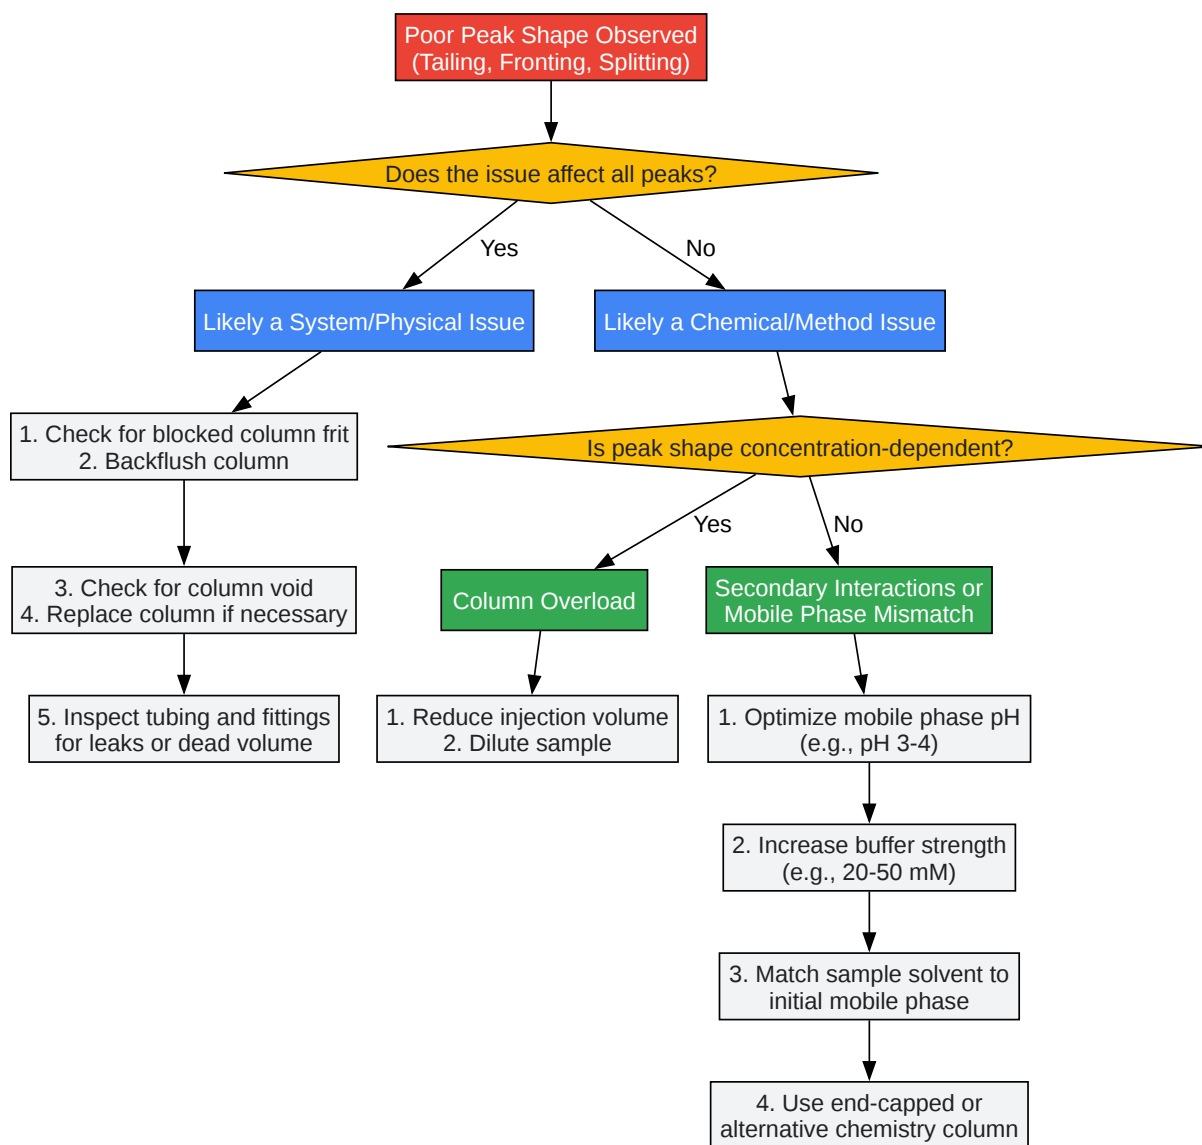 Poor Peak Shape Observed
(Tailing, Fronting, Splitting)
Does the issue affect all peaks?
Yes
No
Likely a System/Physical Issue
Likely a Chemical/Method Issue
1. Check for blocked column frit
2. Backflush column
Is peak shape concentration-dependent?
Yes
No
3. Check for column void
4. Replace column if necessary
Column Overload
Secondary Interactions or
Mobile Phase Mismatch
5. Inspect tubing and fittings
for leaks or dead volume
1. Reduce injection volume
2. Dilute sample
1. Optimize mobile phase pH
(e.g., pH 3-4)
2. Increase buffer strength
(e.g., 20-50 mM)
3. Match sample solvent to
initial mobile phase
4. Use end-capped or
alternative chemistry column